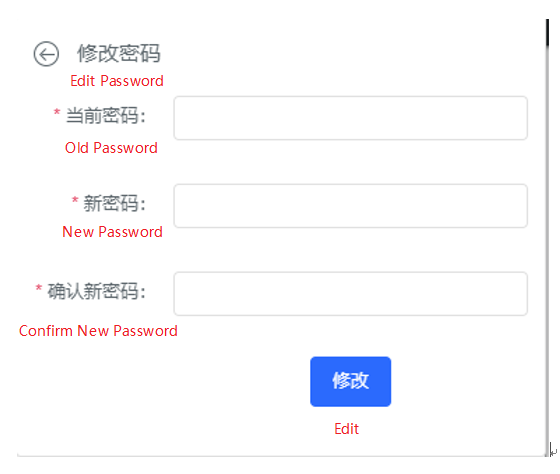 修改密码
Edit Password
* 当前密码：
Old Password
* 新密码：
New Password
* 确认新密码：
Confirm New Password
修改
Edit